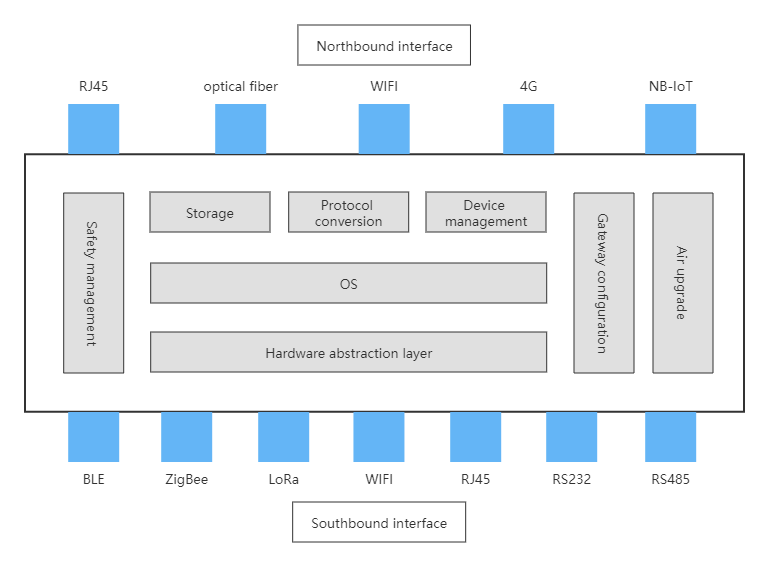 Northbound interface
RJ45
optical fiber
WIFI
4G
NB-IoT
Safety management
Storage
Protocol
conversion
Device
management
Gateway configuration
Air upgrade
OS
Hardware abstraction layer
BLE
ZigBee
LoRa
WIFI
RJ45
RS232
RS485
Southbound interface